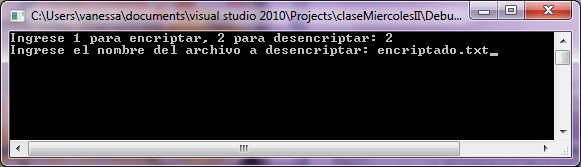 C:\Users\vanessa\documents\visual studio 2010\Projects\claseMiercolesII\Debu...
Ingrese 1 para encriptar, 2 para desencriptar: 2
Ingrese el nombre del archivo a desencriptar: encriptado.txt_